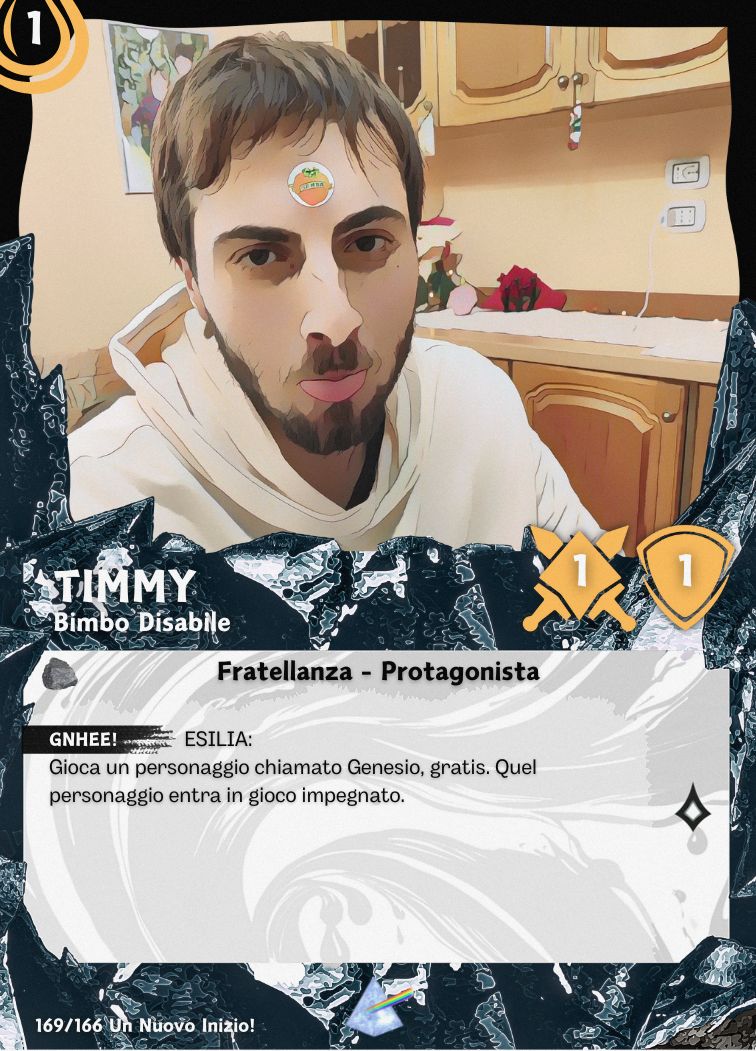 1
TIMMY
Bimbo Disabile
1 1
Fratellanza - Protagonista
GNHEE! ESILIA:
Gioca un personaggio chiamato Genesio, gratis. Quel
personaggio entra in gioco impegnato.
169/166 Un Nuovo Inizio!